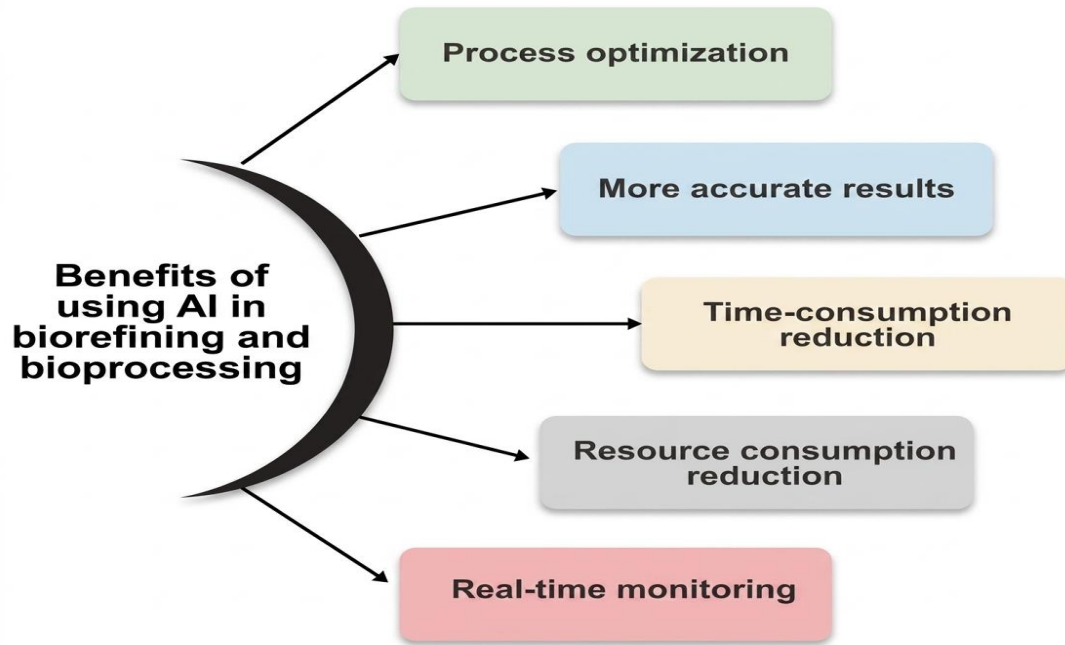 Process optimization
More accurate results
Benefits of
using AI in
biorefining and
bioprocessing
Time-consumption
reduction
Resource consumption
reduction
Real-time monitoring